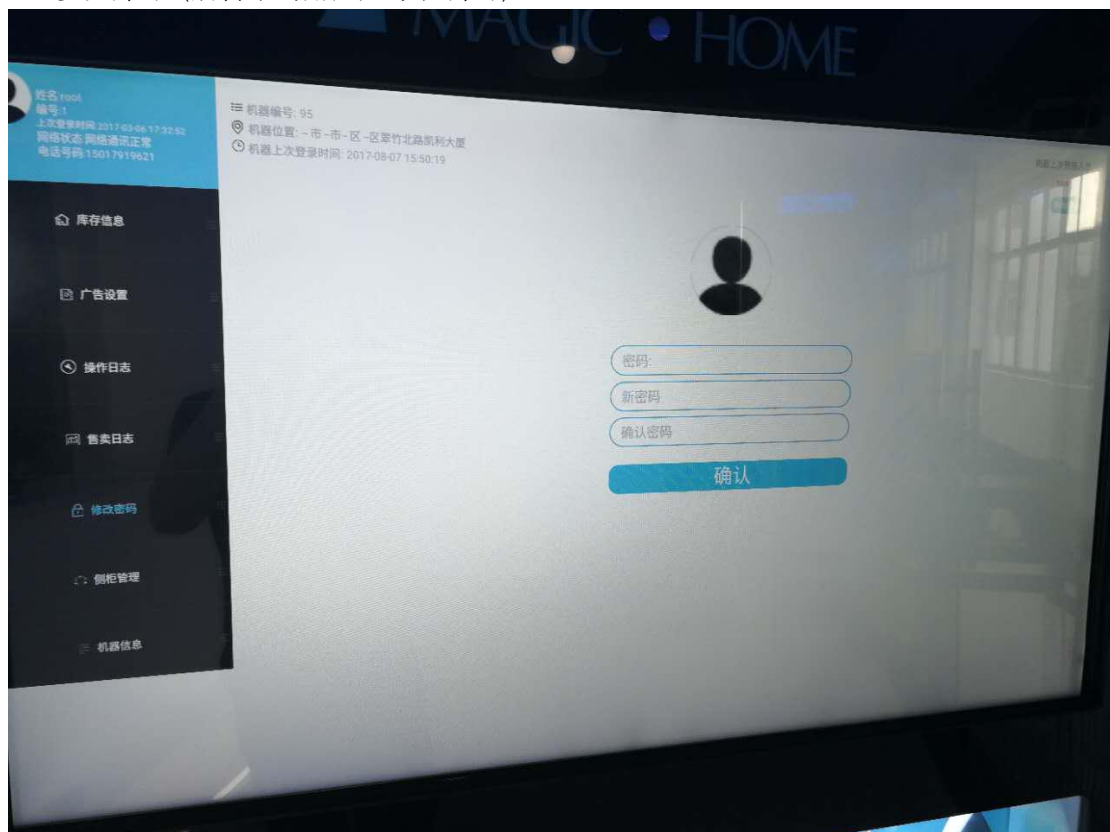 MAGIC • HOME
姓名:root
编号:1
上次登录时间:2017-03-06 17:32:52
网络状态:网络通讯正常
电话号码:15017919621
机器编号: 95
机器位置: --市--市--区--区翠竹北路凯利大厦
机器上次登录时间: 2017-08-07 15:50:19
库存信息
广告设置
操作日志
售卖日志
修改密码
侧柜管理
机器信息
密码:
新密码
确认密码
确认